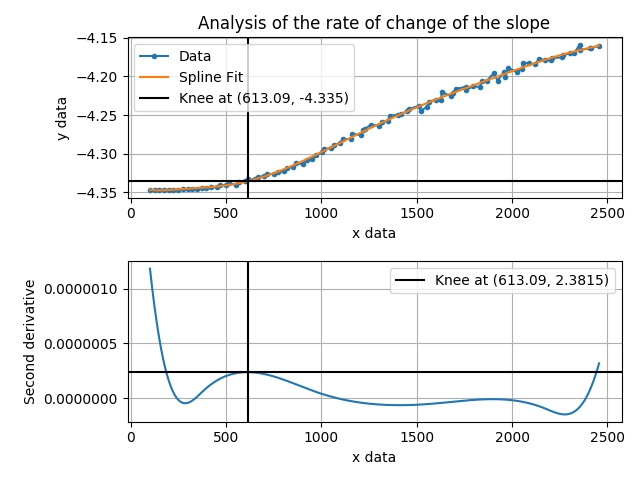 Analysis of the rate of change of the slope
−4.15
−4.20
−4.25
−4.30
−4.35
y data
Data
Spline Fit
Knee at (613.09, -4.335)
0
500
1000
1500
2000
2500
x data
0.0000010
0.0000005
0.0000000
Second derivative
Knee at (613.09, 2.3815)
0
500
1000
1500
2000
2500
x data